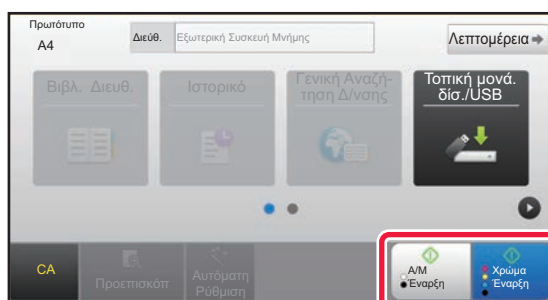 Πρωτότυπο
A4
Διεύθ.
Εξωτερική Συσκευή Μνήμης
Λεπτομέρεια
Βιβλ. Διευθ.
Ιστορικό
Γενική Αναζή-
τηση Δ/νσης
Τοπική μονά.
δίσ./USB
CA
Προεπισκόπ
Αυτόματη
Ρύθμιση
Α/Μ
Έναρξη
Χρώμα
Έναρξη